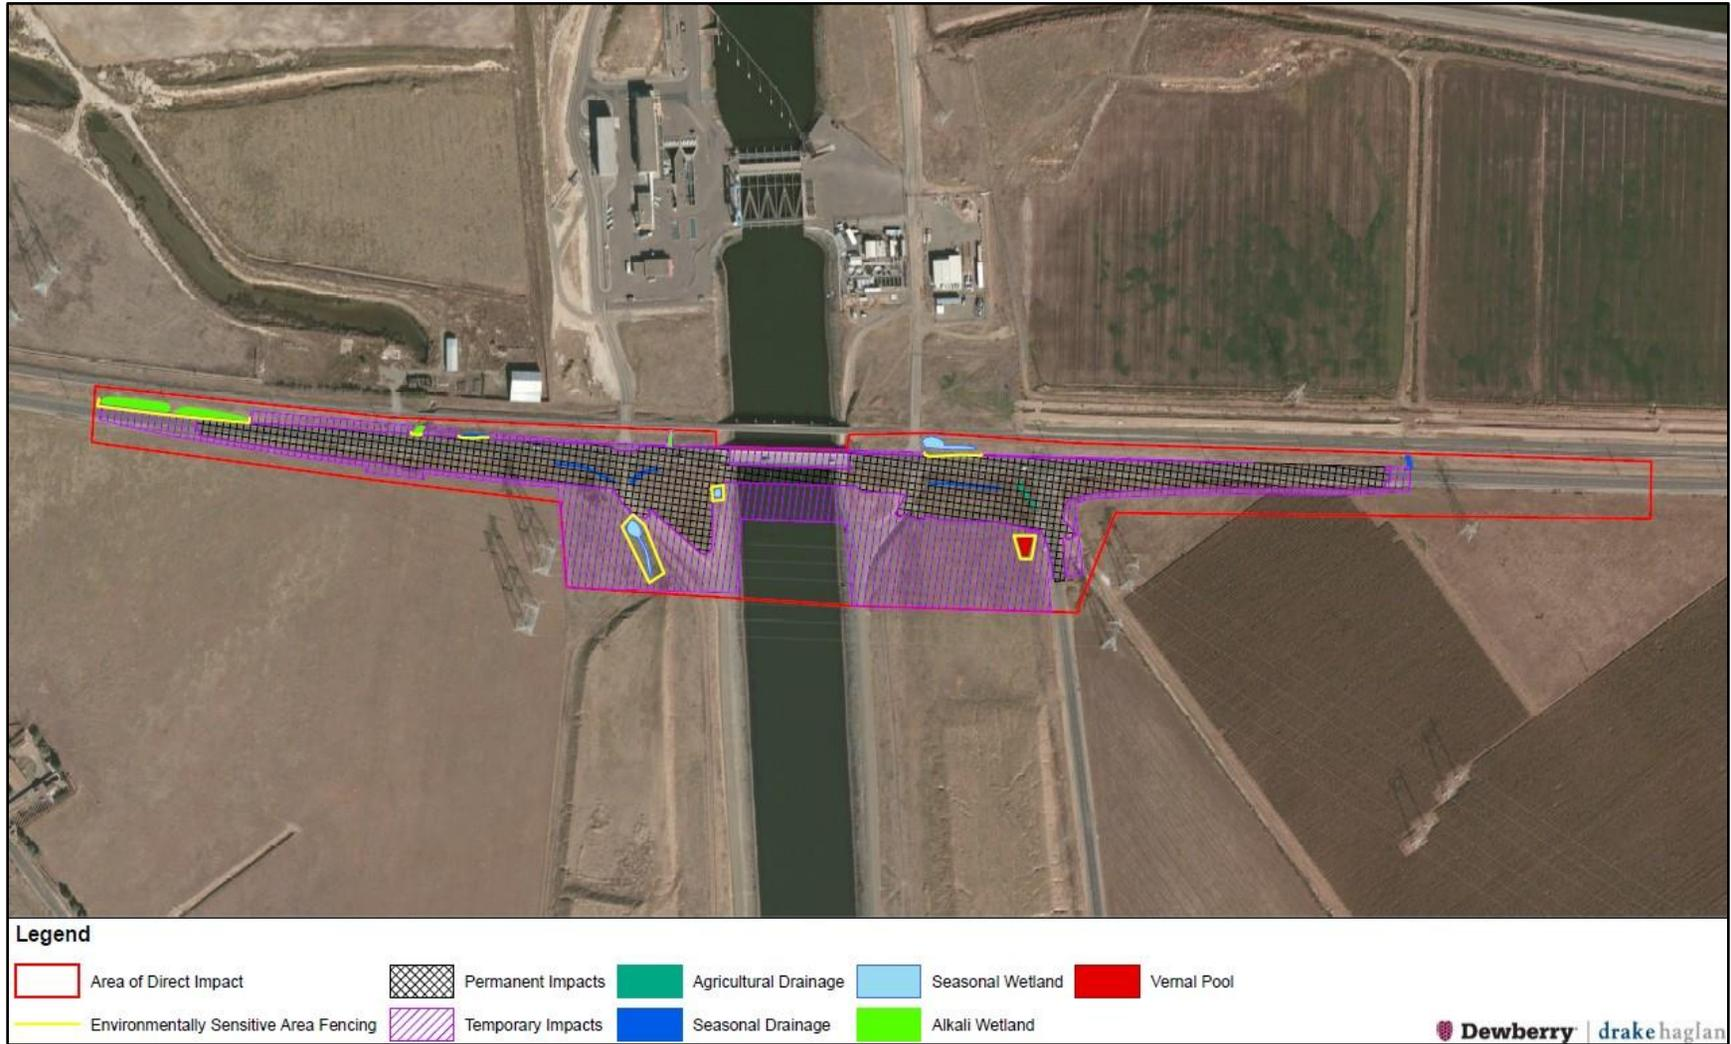 Legend
Area of Direct Impact
Permanent Impacts
Agricultural Drainage
Seasonal Wetland
Vernal Pool
Environmentally Sensitive Area Fencing
Temporary Impacts
Seasonal Drainage
Alkali Wetland
Dewberry | drakehaglan